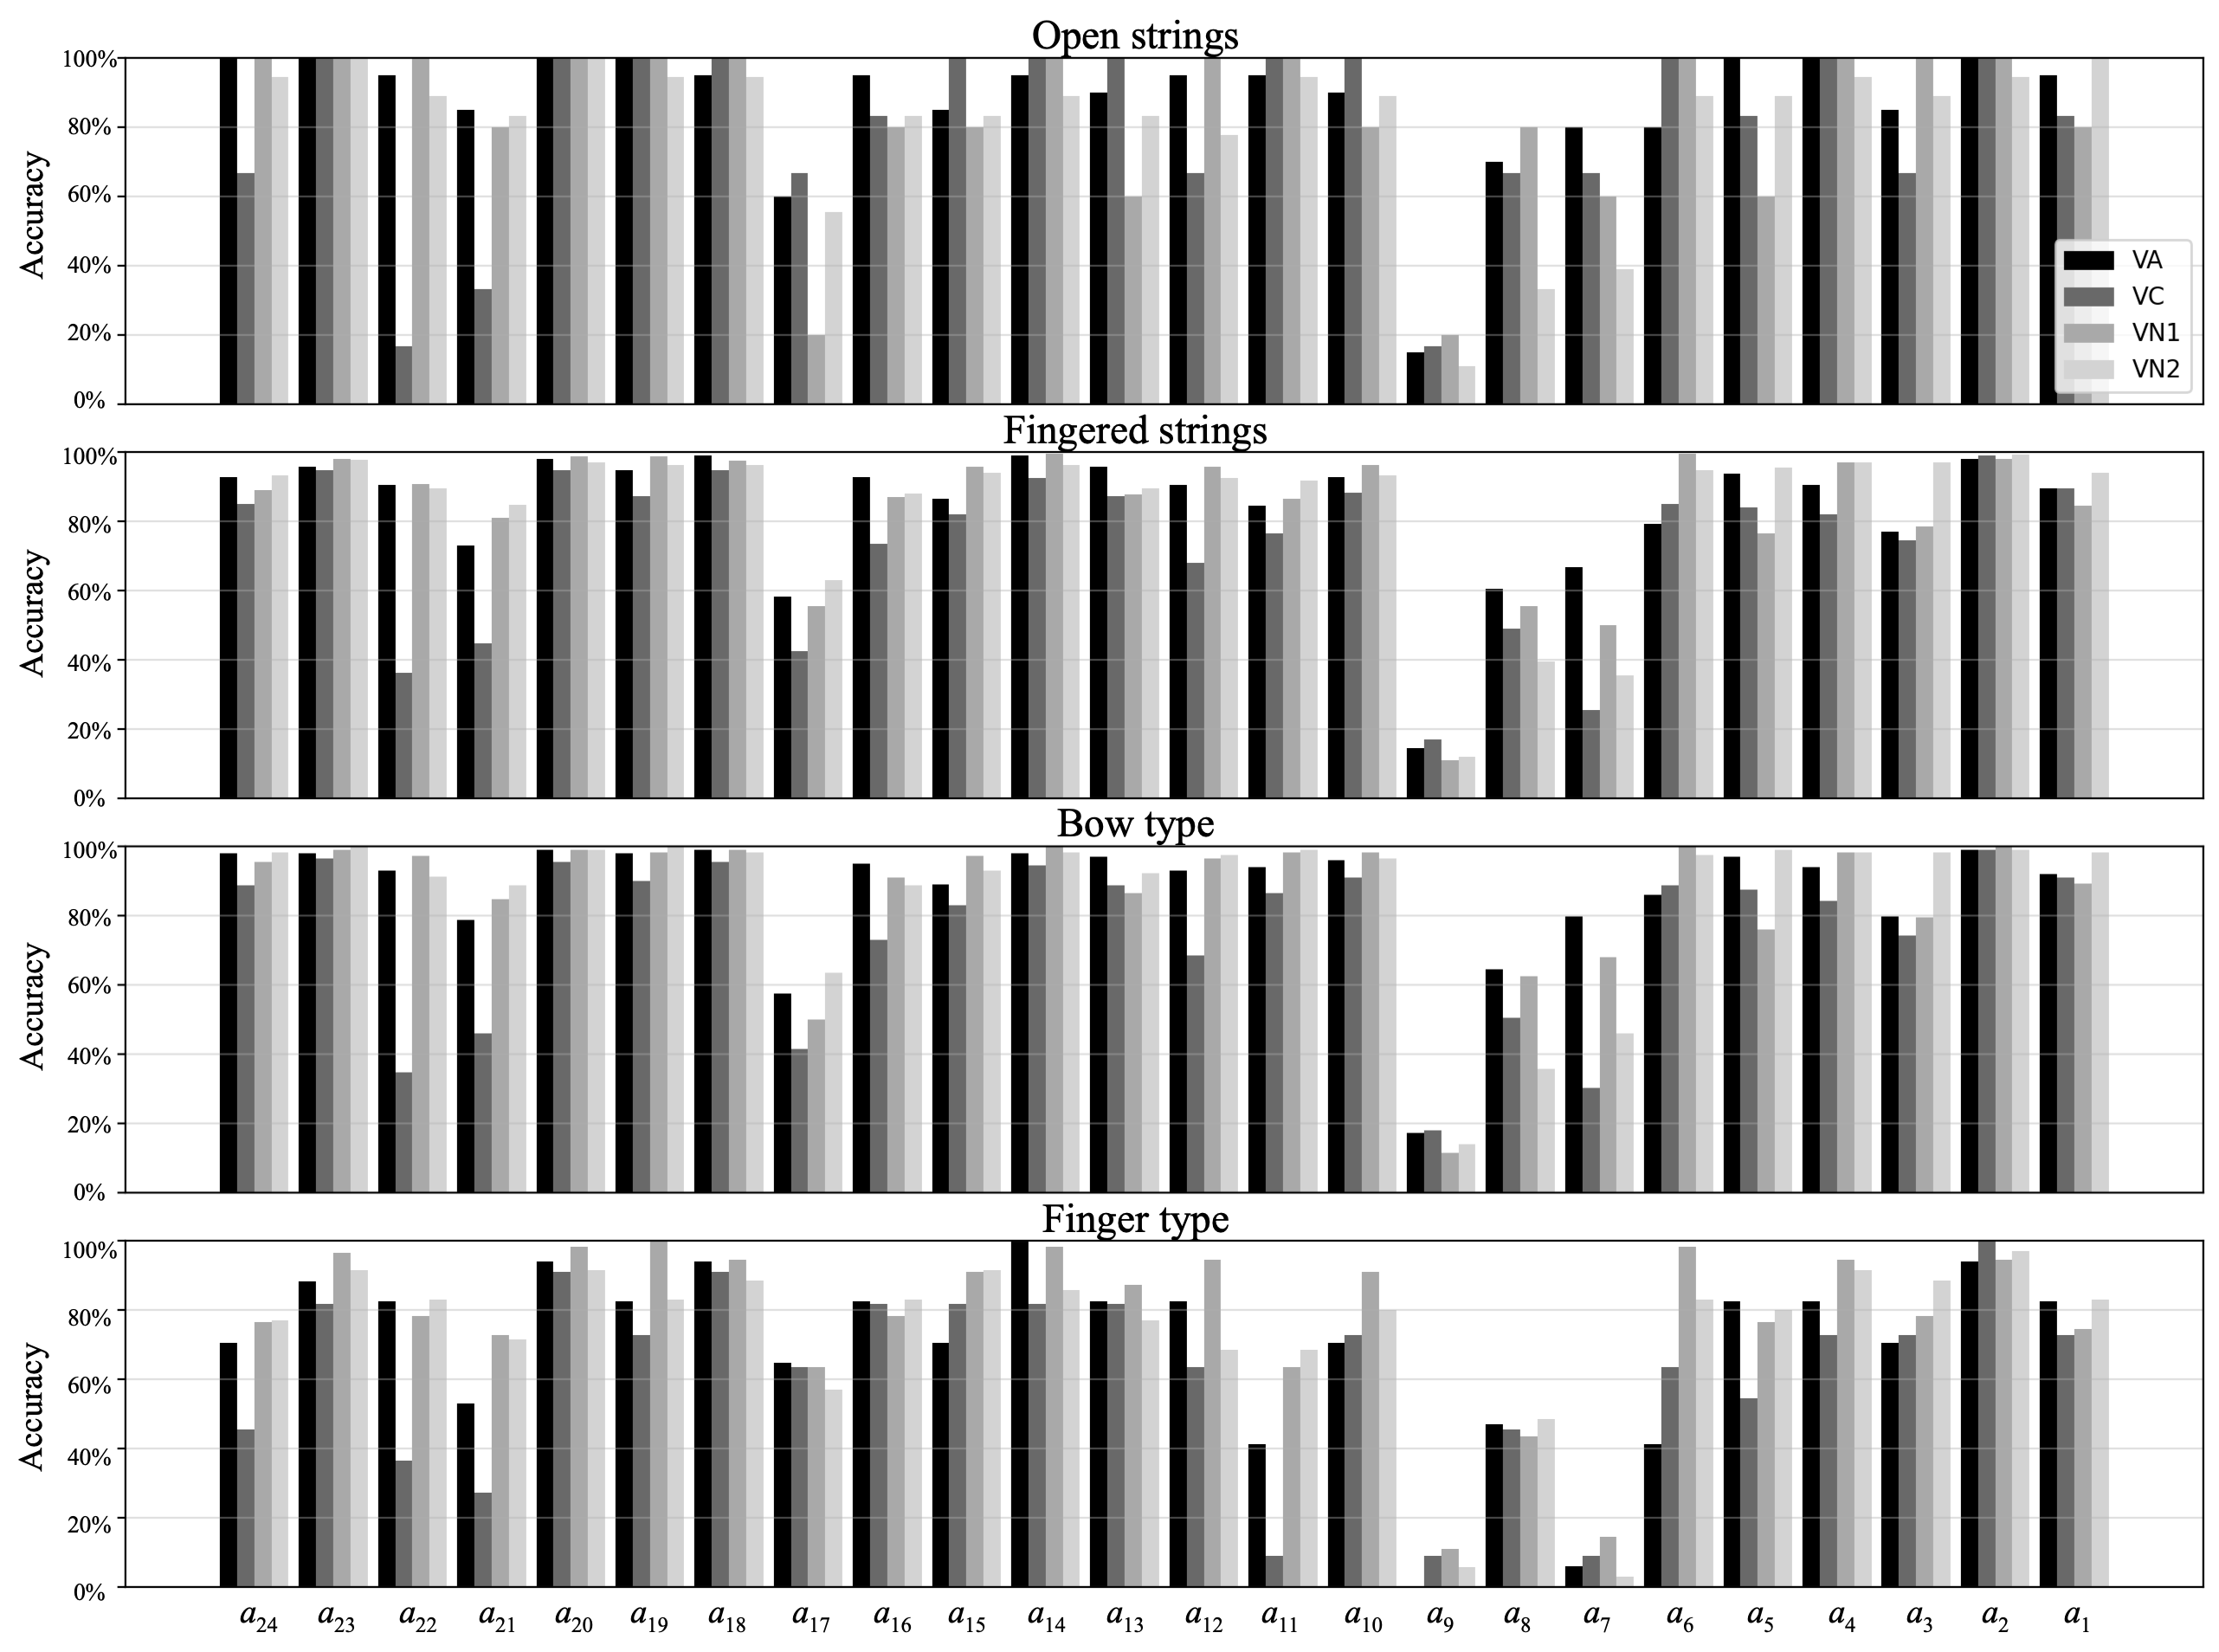 Open strings
100%
80%
60%
40%
20%
0%
Accuracy
VA
VC
VN1
VN2
Fingered strings
100%
80%
60%
40%
20%
0%
Accuracy
Bow type
100%
80%
60%
40%
20%
0%
Accuracy
Finger type
100%
80%
60%
40%
20%
0%
Accuracy
a24 a23 a22 a21 a20 a19 a18 a17 a16 a15 a14 a13 a12 a11 a10 a9 a8 a7 a6 a5 a4 a3 a2 a1